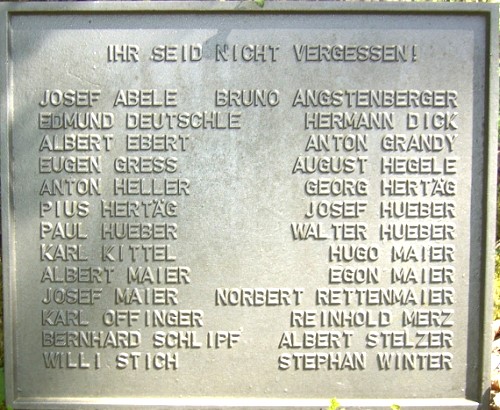 IHR SEID NICHT VERGESSEN!
JOSEF ABELE BRUNO ANGSTENBERGER
EDMUND DEUTSCHLE HERMANN DICK
ALBERT EBERT ANTON GRANDY
EUGEN GRESS AUGUST HEGELE
ANTON HELLER GEORG HERTÄG
PIUS HERTÄG JOSEF HUEBER
PAUL HUEBER WALTER HUEBER
KARL KITTEL HUGO MAIER
ALBERT MAIER EGON MAIER
JOSEF MAIER NORBERT RETTENMAIER
KARL OFFINGER REINHOLD MERZ
BERNHARD SCHLIPF ALBERT STELZER
WILLI STICH STEPHAN WINTER